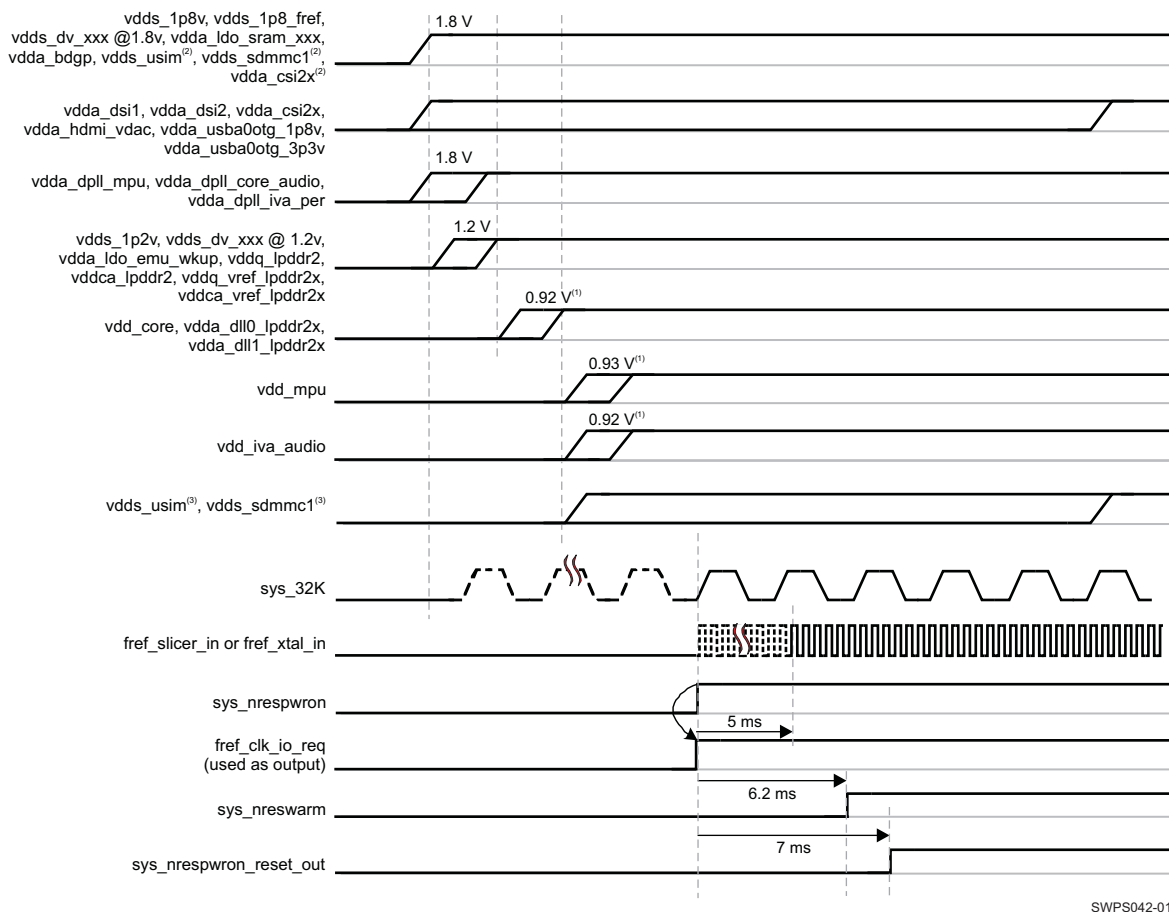 vdds_1p8v, vdds_1p8_fref,
vdds_dv_xxx @1.8v, vdda_ldo_sram_xxx,
vdda_bdgp, vdds_usim(2), vdds_sdmmc1(2),
vdda_csi2x(2)
1.8 V
vdda_dsi1, vdda_dsi2, vdda_csi2x,
vdda_hdmi_vdac, vdda_usba0otg_1p8v,
vdda_usba0otg_3p3v
1.8 V
vdda_dpll_mpu, vdda_dpll_core_audio,
vdda_dpll_iva_per
1.2 V
vdds_1p2v, vdds_dv_xxx @ 1.2v,
vdda_ldo_emu_wkup, vddq_lpddr2,
vddca_lpddr2, vddq_vref_lpddr2x,
vddca_vref_lpddr2x
0.92 V(1)
vdd_core, vdda_dll0_lpddr2x,
vdda_dll1_lpddr2x
0.93 V(1)
vdd_mpu
0.92 V(1)
vdd_iva_audio
vdds_usim(3), vdds_sdmmc1(3)
sys_32K
fref_slicer_in or fref_xtal_in
sys_nrespwron
5 ms
fref_clk_io_req
(used as output)
6.2 ms
sys_nreswarm
7 ms
sys_nrespwron_reset_out
SWPS042-01